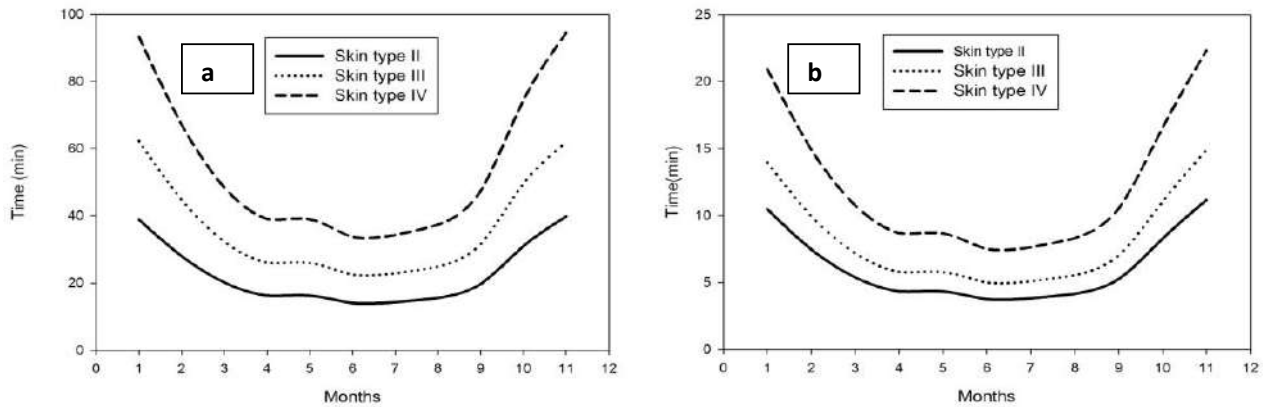 a
Skin type II
Skin type III
Skin type IV
Time (min)
100
80
60
40
20
0
0 1 2 3 4 5 6 7 8 9 10 11 12
Months
b
Skin type II
Skin type III
Skin type IV
Time(min)
25
20
15
10
5
0
0 1 2 3 4 5 6 7 8 9 10 11 12
Months